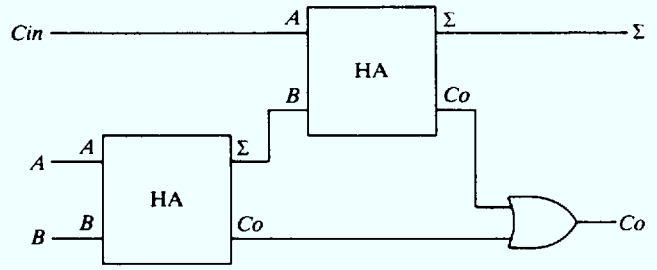 A Σ
Cin Σ
HA
B Co
A A Σ
HA
B B Co
Co